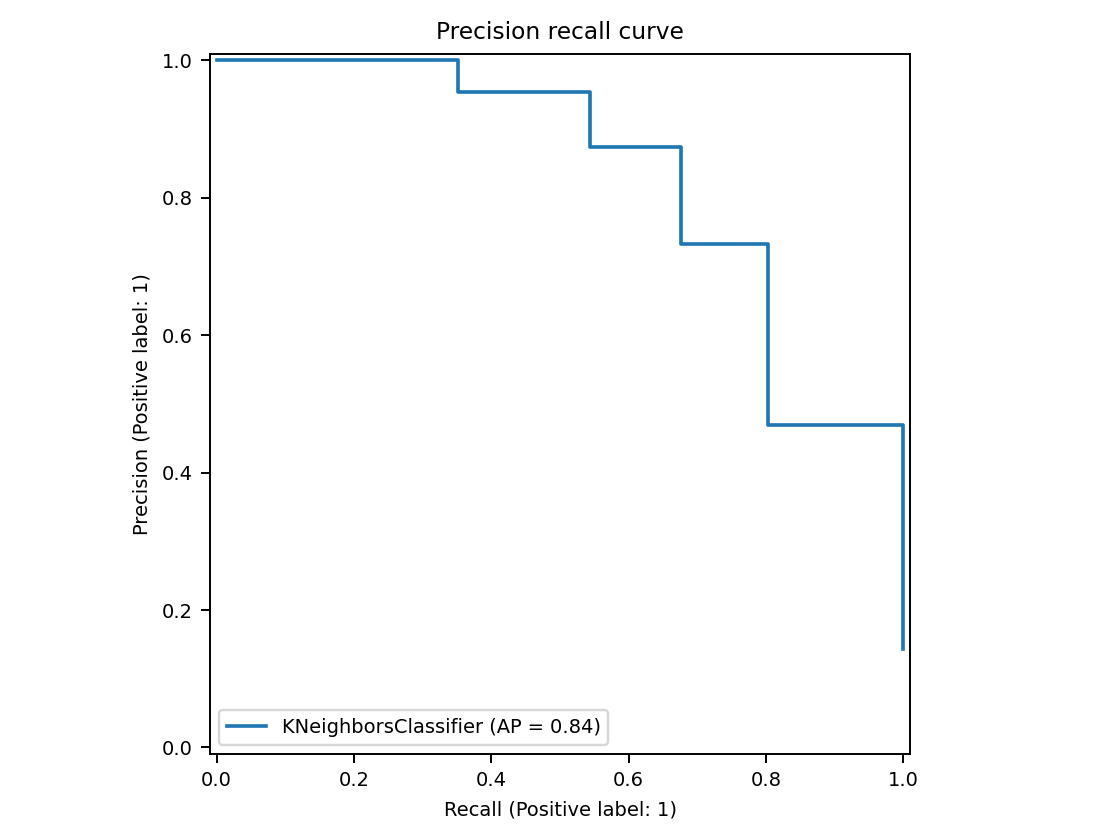 Precision recall curve
1.0
0.8
0.6
0.4
0.2
0.0
Precision (Positive label: 1)
KNeighborsClassifier (AP = 0.84)
0.0 0.2 0.4 0.6 0.8 1.0
Recall (Positive label: 1)